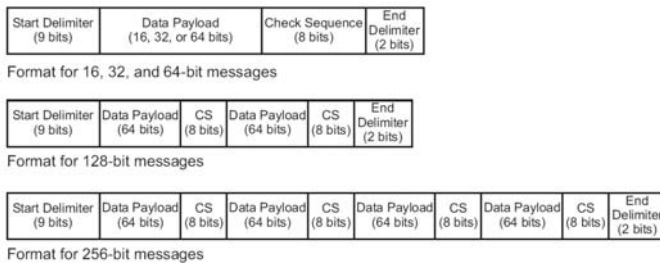 Start Delimiter Data Payload Check Sequence End
(9 bits) (16, 32, or 64 bits) (8 bits) Delimiter
(2 bits)
Format for 16, 32, and 64-bit messages
Start Delimiter Data Payload CS Data Payload CS End
(9 bits) (64 bits) (8 bits) (64 bits) (8 bits) Delimiter
(2 bits)
Format for 128-bit messages
Start Delimiter Data Payload CS Data Payload CS Data Payload CS Data Payload CS End
(9 bits) (64 bits) (8 bits) (64 bits) (8 bits) (64 bits) (8 bits) (64 bits) (8 bits) Delimiter
(2 bits)
Format for 256-bit messages